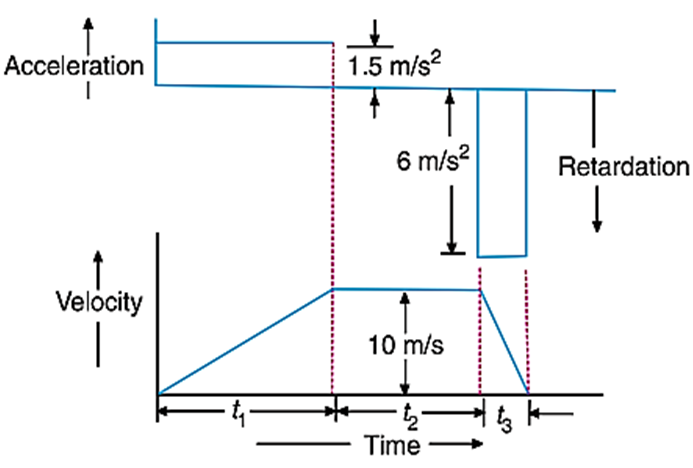 Acceleration
1.5 m/s²
6 m/s²
Retardation
Velocity
10 m/s
t₁
t₂
t₃
Time